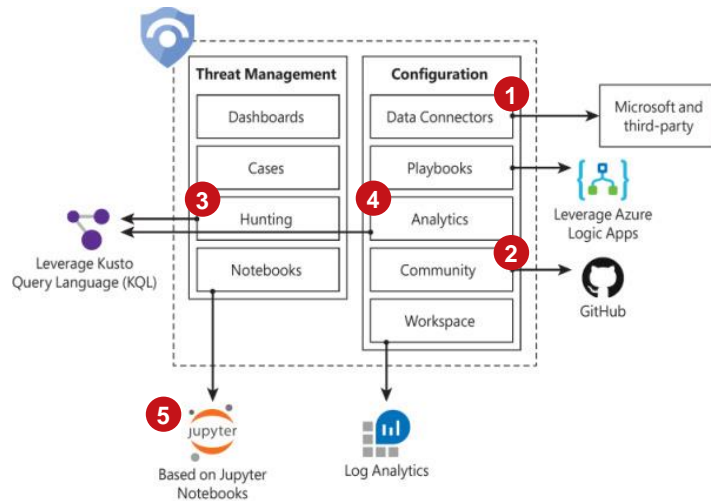 Threat Management
Configuration
1
Dashboards
Data Connectors
Microsoft and
third-party
Cases
Playbooks
3
4
Leverage Azure
Logic Apps
Hunting
Analytics
Leverage Kusto
Query Language (KQL)
2
Notebooks
Community
GitHub
Workspace
5
jupyter
Based on Jupyter
Notebooks
Log Analytics